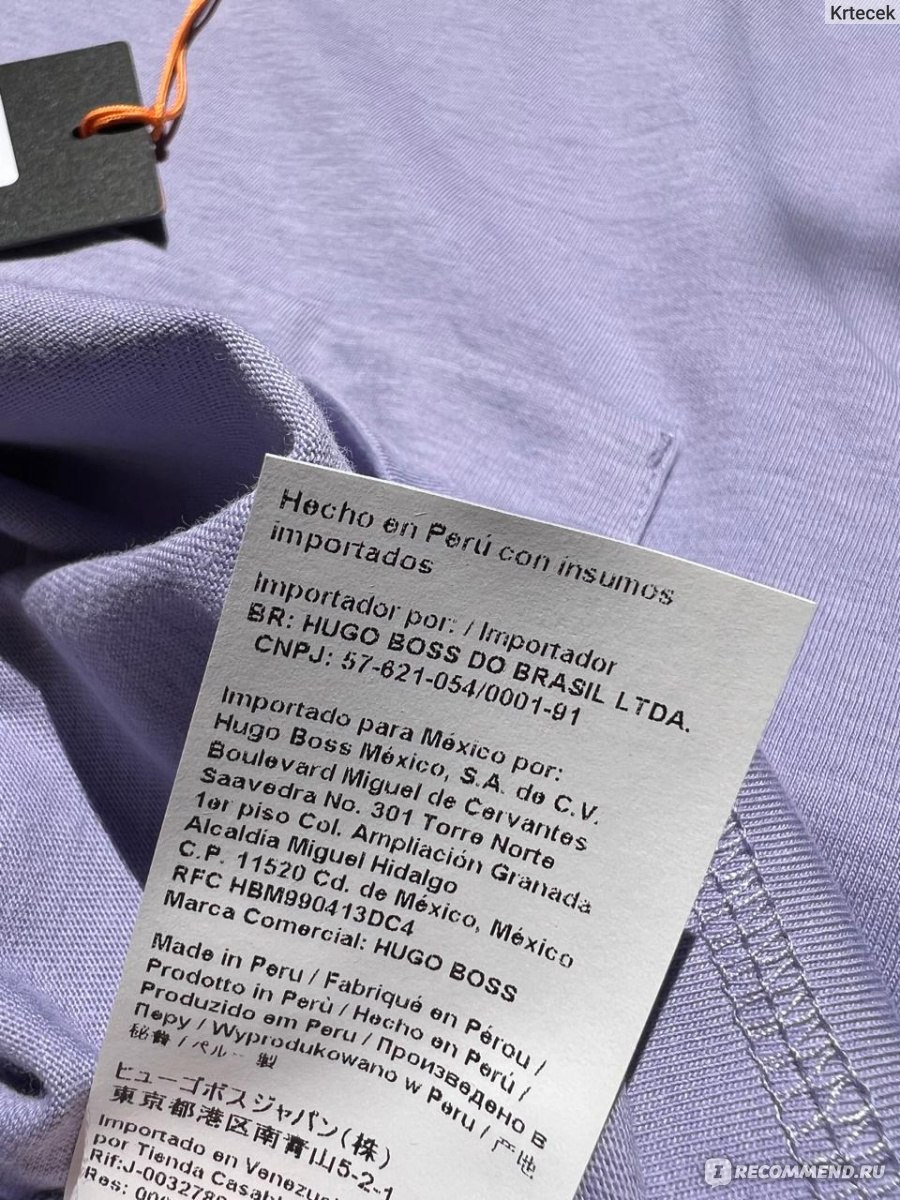 Krtecek
Hecho en Perú con insumos
importados
Importador por: / Importador
BR: HUGO BOSS DO BRASIL LTDA.
CNPJ: 57-621-054/0001-91
Importado para México por:
Hugo Boss México, S.A. de C.V.
Boulevard Miguel de Cervantes
Saavedra No. 301 Torre Norte
1er piso Col. Ampliación Granada
Alcaldía Miguel Hidalgo
C.P. 11520 Cd. de México, México
RFC HBM990413DC4
Marca Comercial: HUGO BOSS
Made in Peru / Fabriqué en Pérou /
Prodotto in Perù / Hecho en Perú /
Produzido em Peru / Произведено в
Перу / Wyprodukowano w Peru / 产地
秘鲁 / ペルー 製
ビューゴボスジャパン(株)
東京都港区南青山5-2-1
Importado en
por Tienda
Rif:J-003278
Res:
RECOMMEND.RU